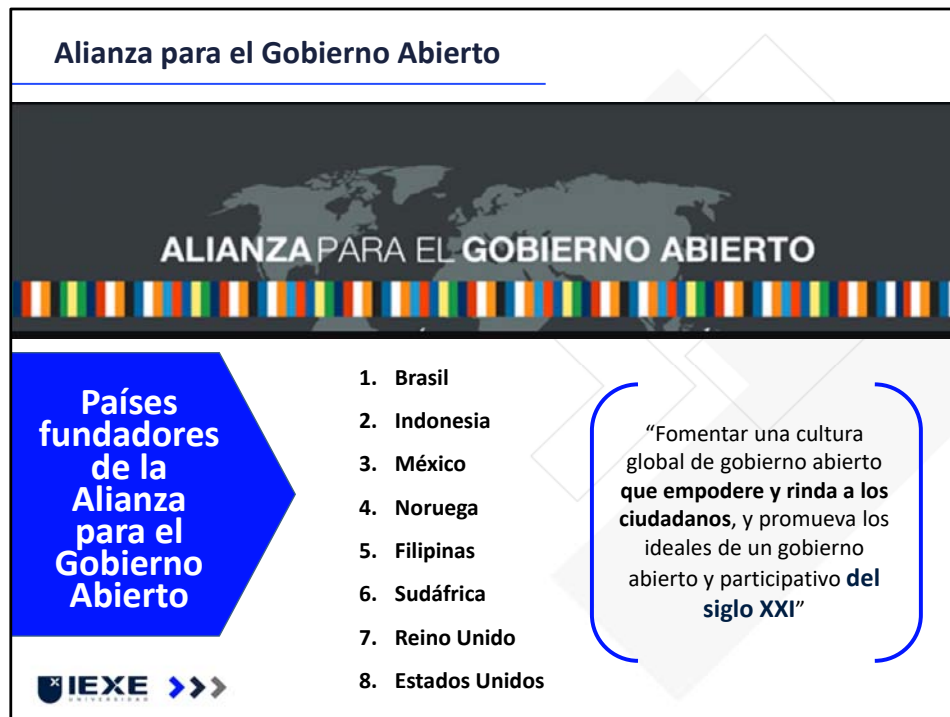 Alianza para el Gobierno Abierto
ALIANZA PARA EL GOBIERNO ABIERTO
Países
fundadores
de la
Alianza
para el
Gobierno
Abierto
1. Brasil
2. Indonesia
3. México
4. Noruega
5. Filipinas
6. Sudáfrica
7. Reino Unido
8. Estados Unidos
“Fomentar una cultura
global de gobierno abierto
que empodere y rinda a los
ciudadanos, y promueva los
ideales de un gobierno
abierto y participativo del
siglo XXI”
IEXE
UNIVERSIDAD